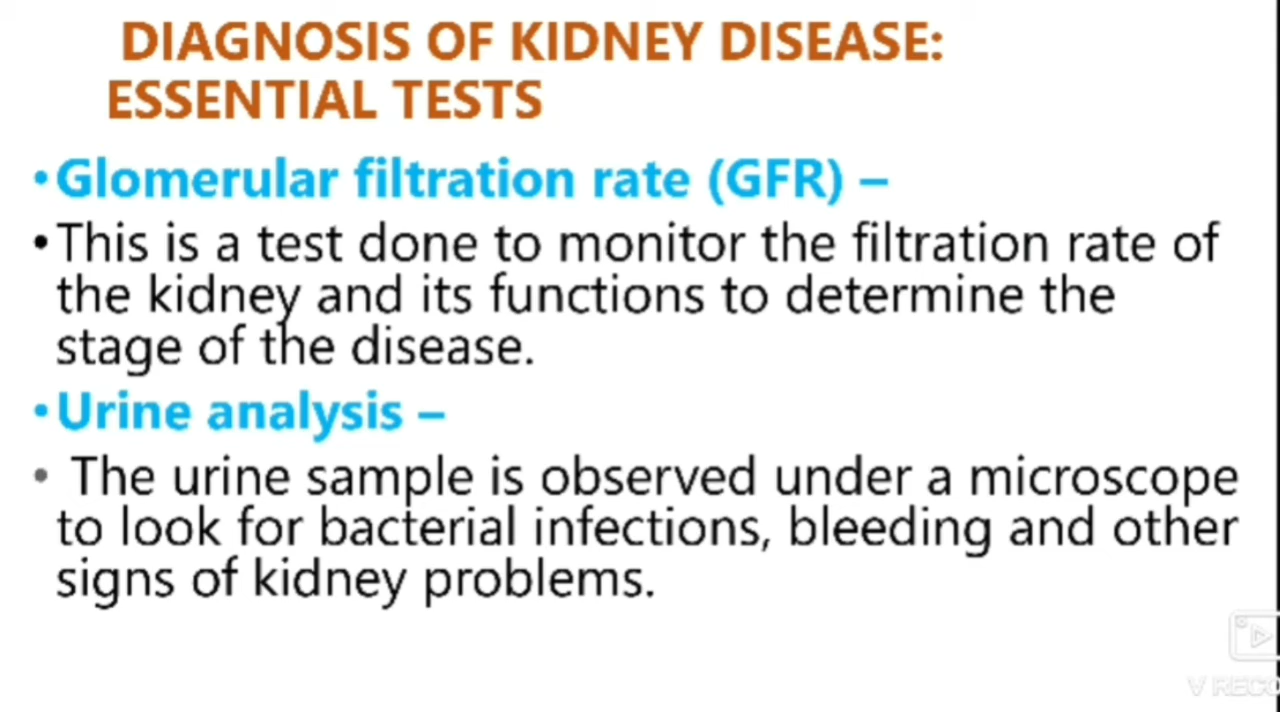 DIAGNOSIS OF KIDNEY DISEASE:
ESSENTIAL TESTS
•Glomerular filtration rate (GFR) –
•This is a test done to monitor the filtration rate of
the kidney and its functions to determine the
stage of the disease.
•Urine analysis –
• The urine sample is observed under a microscope
to look for bacterial infections, bleeding and other
signs of kidney problems.
V RECO